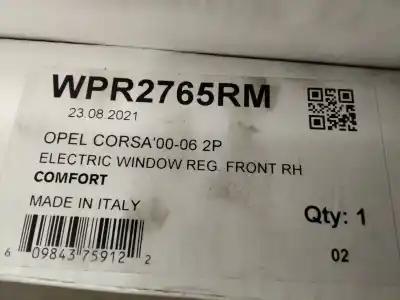 WPR2765RM
23.08.2021
OPEL CORSA'00-06 2P
ELECTRIC WINDOW REG. FRONT RH
COMFORT
MADE IN ITALY
Qty: 1
6 09843 75912 2
02